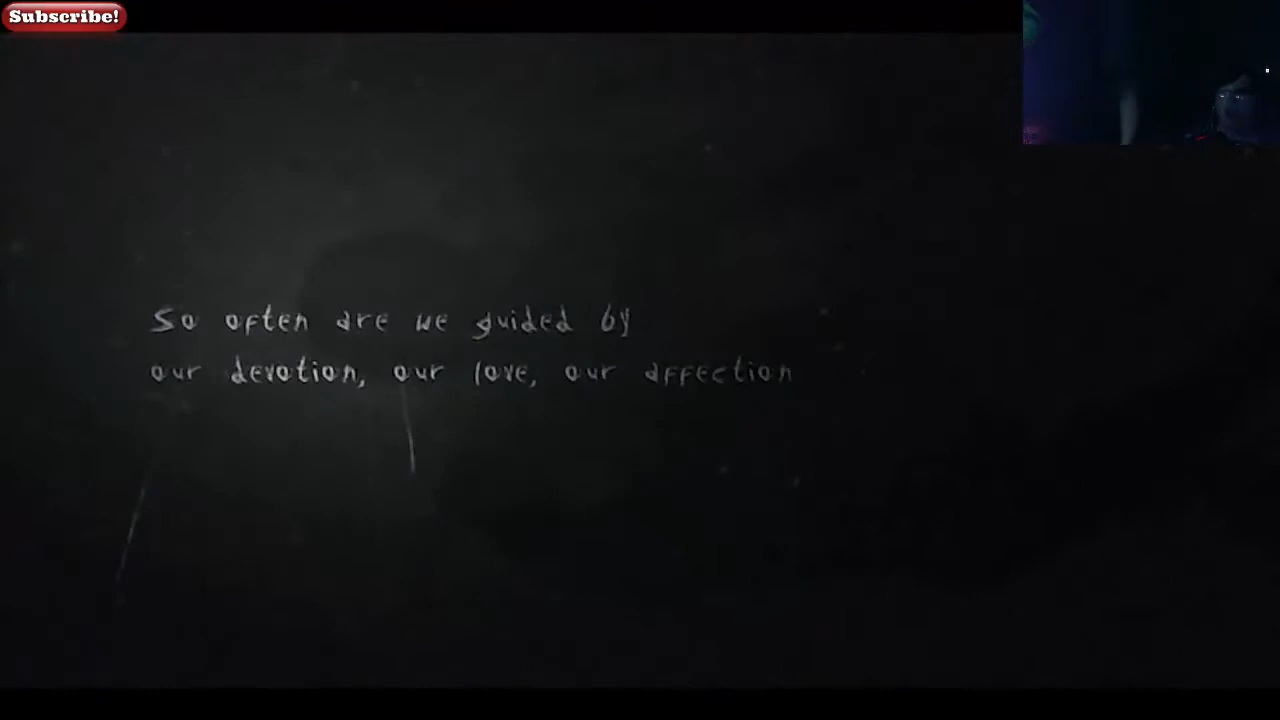 Subscribe!
So often are we guided by
our devotion, our love, our affection